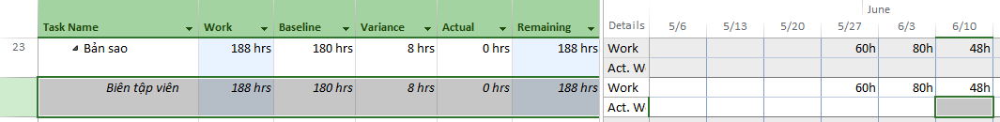 June
Task Name Work Baseline Variance Actual Remaining Details 5/6 5/13 5/20 5/27 6/3 6/10
23 Bản sao 188 hrs 180 hrs 8 hrs 0 hrs 188 hrs Work 60h 80h 48h
Act. W
Biên tập viên 188 hrs 180 hrs 8 hrs 0 hrs 188 hrs Work 60h 80h 48h
Act. W